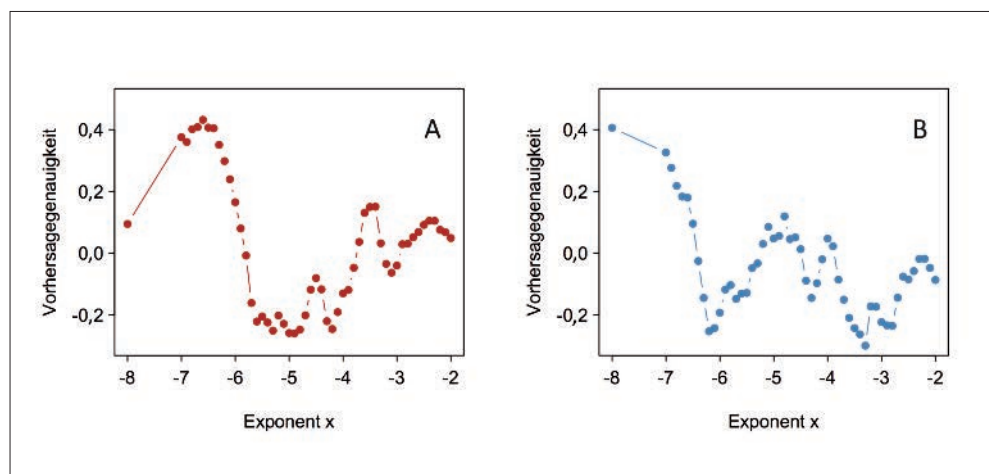 A
Vorhersagegenauigkeit
0,4
0,2
0,0
-0,2
-8 -7 -6 -5 -4 -3 -2
Exponent x
B
Vorhersagegenauigkeit
0,4
0,2
0,0
-0,2
-8 -7 -6 -5 -4 -3 -2
Exponent x